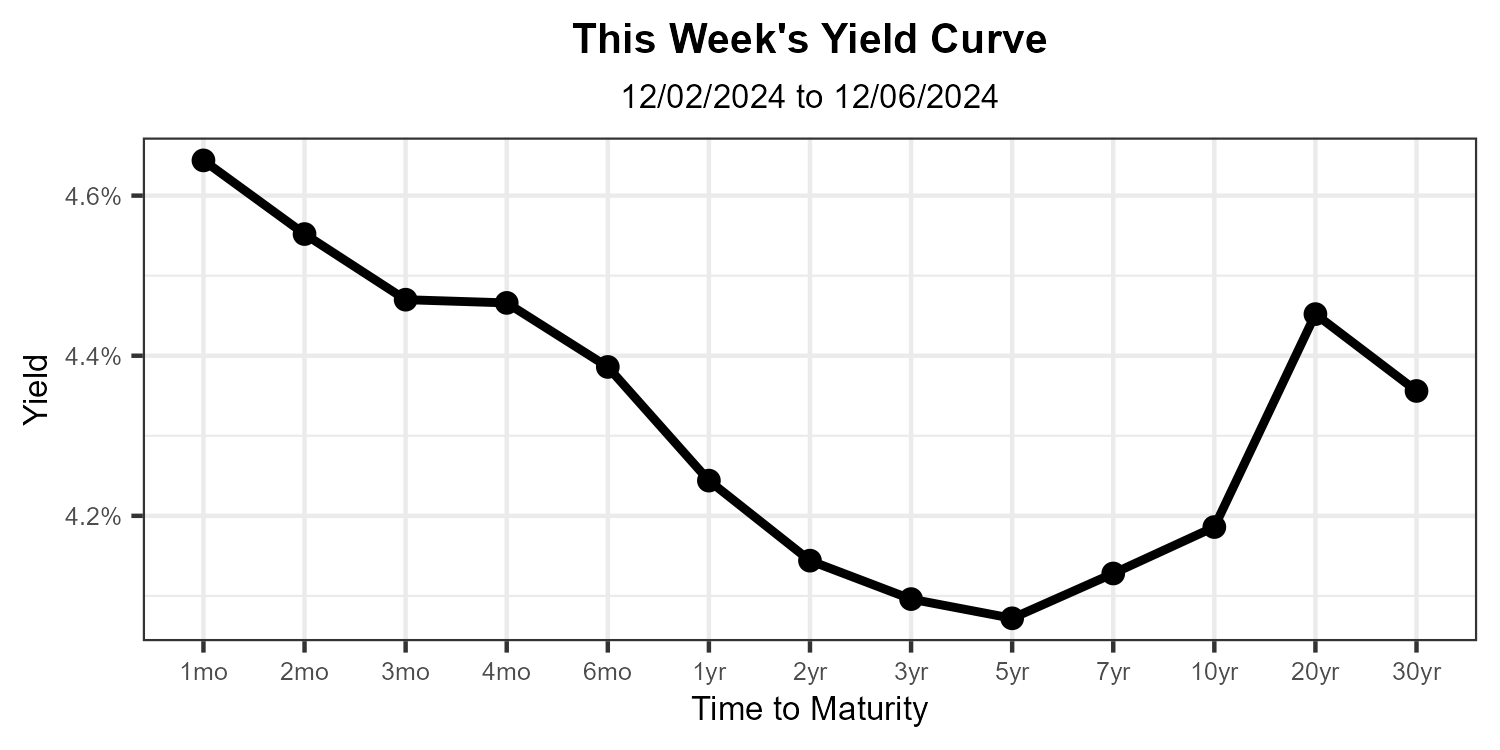 This Week's Yield Curve
12/02/2024 to 12/06/2024
Yield
4.6%
4.4%
4.2%
1mo 2mo 3mo 4mo 6mo 1yr 2yr 3yr 5yr 7yr 10yr 20yr 30yr
Time to Maturity